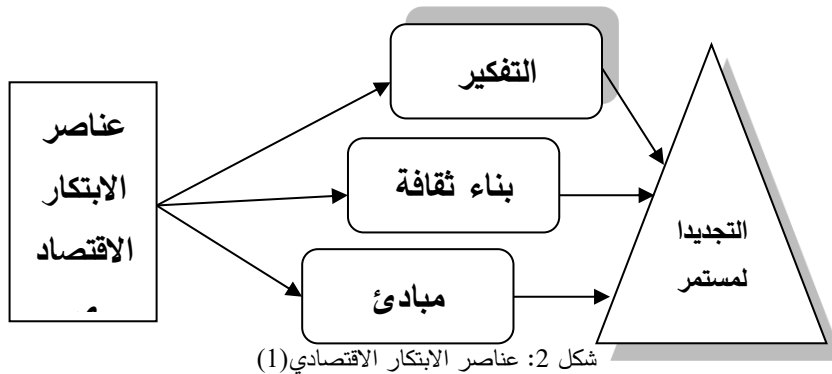 التفكير
عناصر
الابتكار
الاقتصاد
بناء ثقافة
التجديدا
لمستمر
مبادئ
شكل 2: عناصر الابتكار الاقتصادي(1)